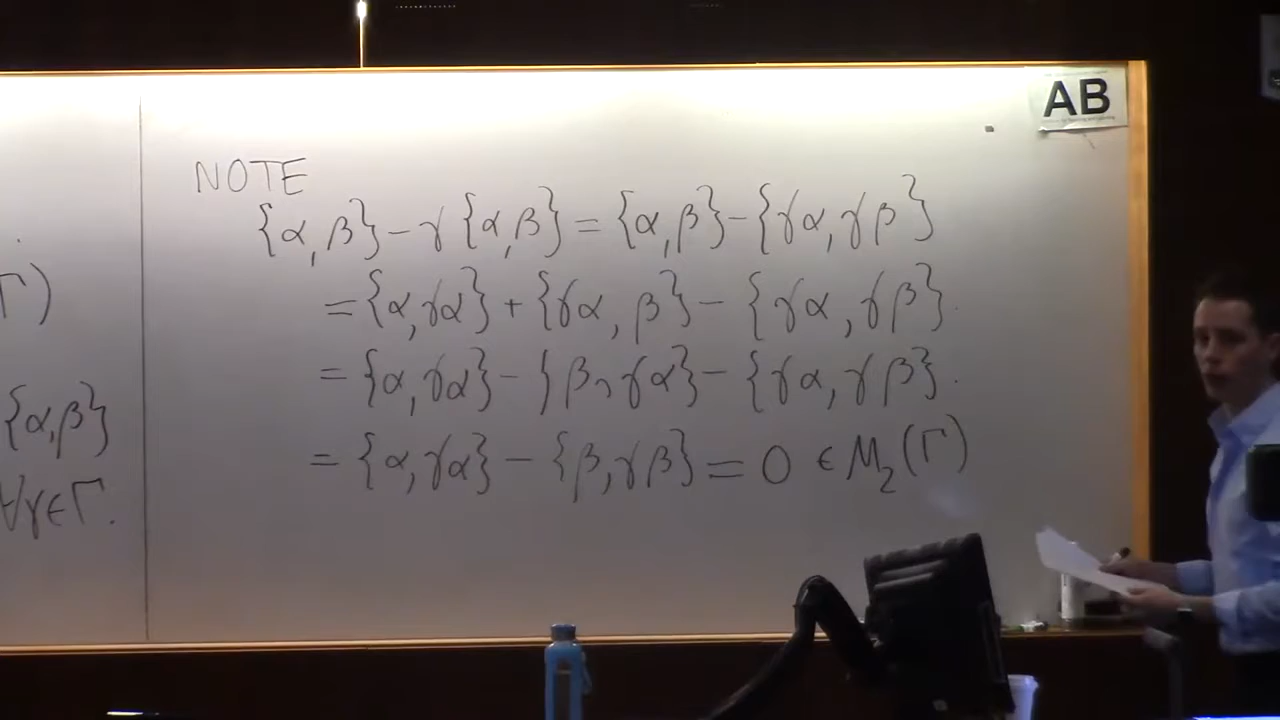 Γ)
{α,β}
∀γ∈Γ.
NOTE
{α,β}-γ{α,β}={α,β}-{γα,γβ}
={α,γα}+{γα,β}-{γα,γβ}.
={α,γα}-{β,γα}-{γα,γβ}.
={α,γα}-{β,γβ}=0 ∈ M₂(Γ)
AB